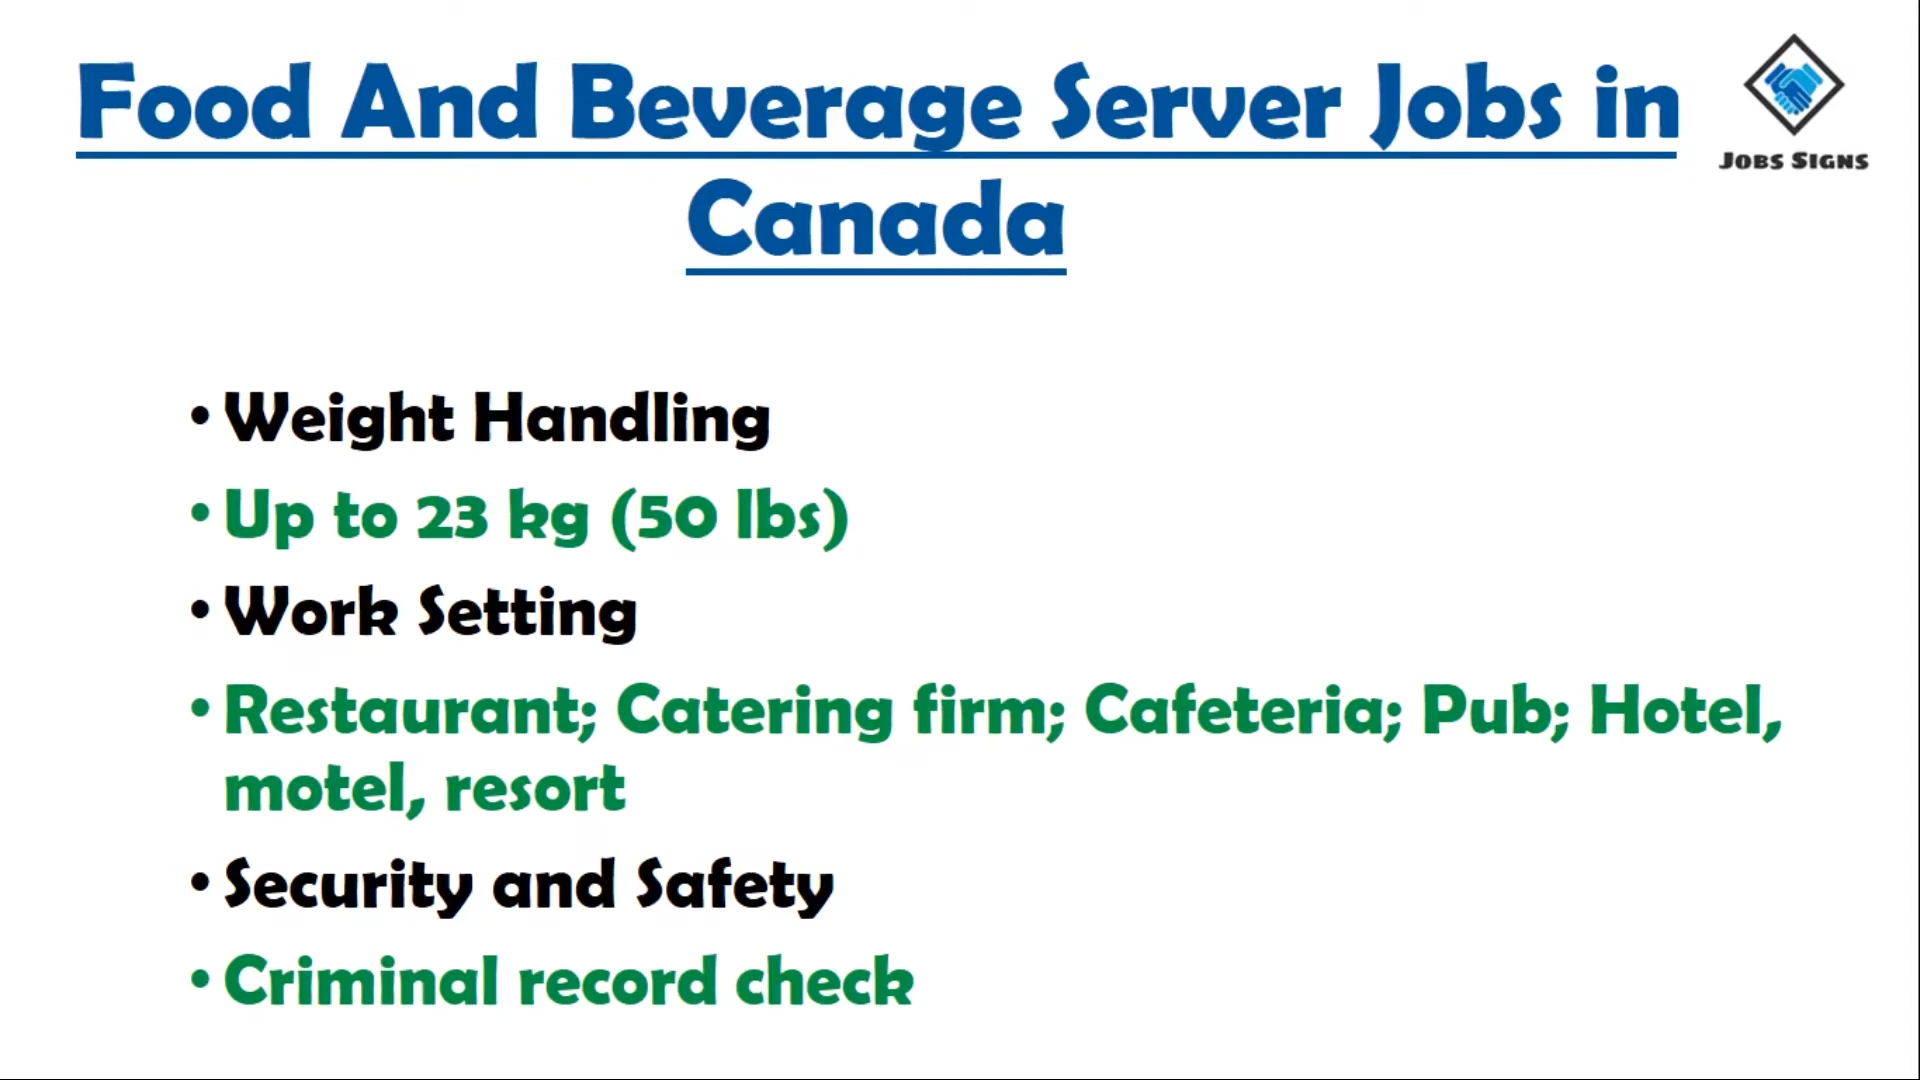 Food And Beverage Server Jobs in
Canada
JOBS SIGNS
• Weight Handling
• Up to 23 kg (50 lbs)
• Work Setting
• Restaurant; Catering firm; Cafeteria; Pub; Hotel,
motel, resort
• Security and Safety
• Criminal record check